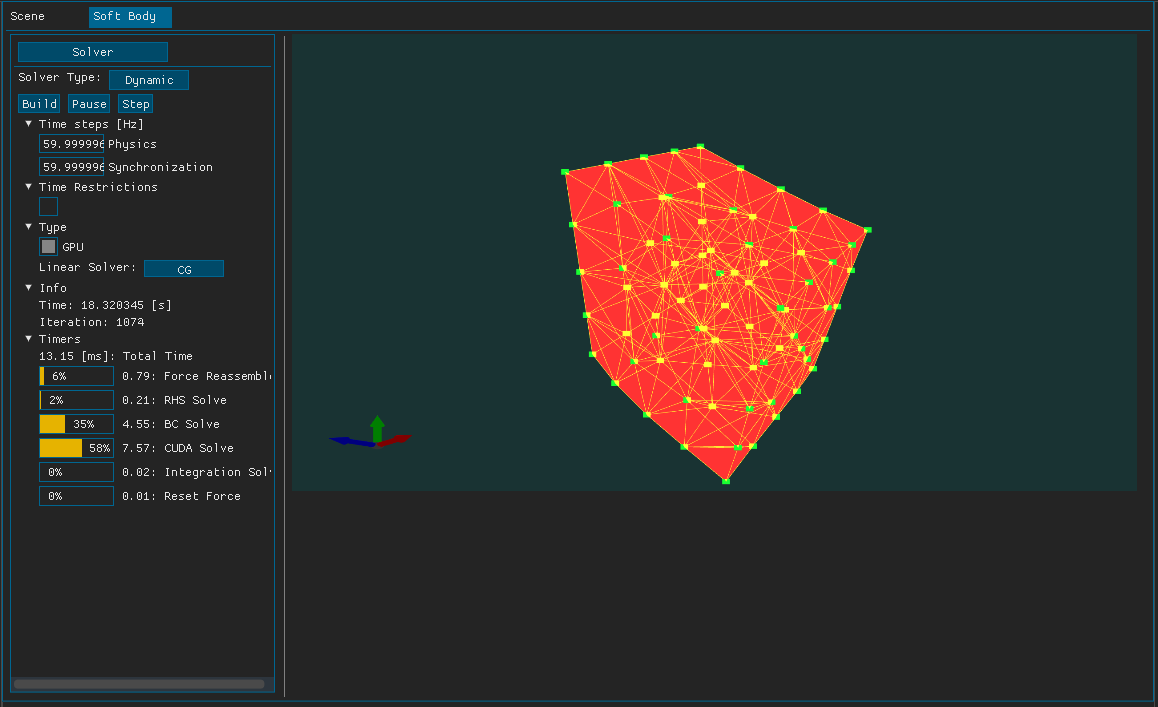 Scene Soft Body
Solver
Solver Type: Dynamic
Build Pause Step
Time steps [Hz]
59.999996 Physics
59.999996 Synchronization
Time Restrictions
Type
GPU
Linear Solver: CG
Info
Time: 18.320345 [s]
Iteration: 1074
Timers
13.15 [ms]: Total Time
6% 0.79: Force Reassembl
2% 0.21: RHS Solve
35% 4.55: BC Solve
58% 7.57: CUDA Solve
0% 0.02: Integration Sol
0% 0.01: Reset Force